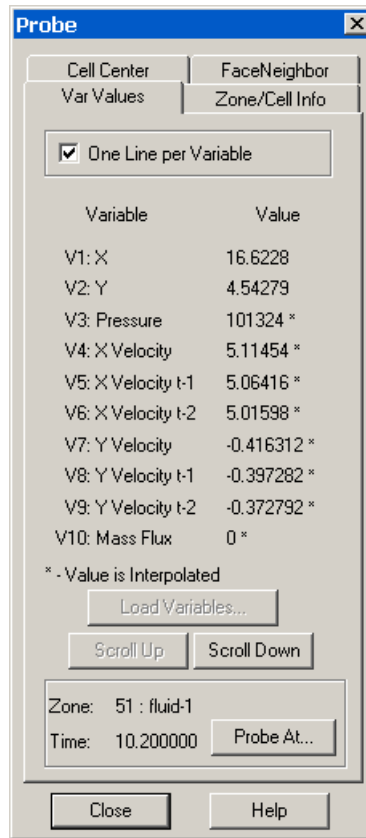 Probe
Cell Center FaceNeighbor
Var Values Zone/Cell Info
One Line per Variable
Variable Value
V1: X 16.6228
V2: Y 4.54279
V3: Pressure 101324 *
V4: X Velocity 5.11454 *
V5: X Velocity t-1 5.06416 *
V6: X Velocity t-2 5.01598 *
V7: Y Velocity -0.416312 *
V8: Y Velocity t-1 -0.397282 *
V9: Y Velocity t-2 -0.372792 *
V10: Mass Flux 0 *
* - Value is Interpolated
Load Variables...
Scroll Up Scroll Down
Zone: 51 : fluid-1
Time: 10.200000 Probe At...
Close Help